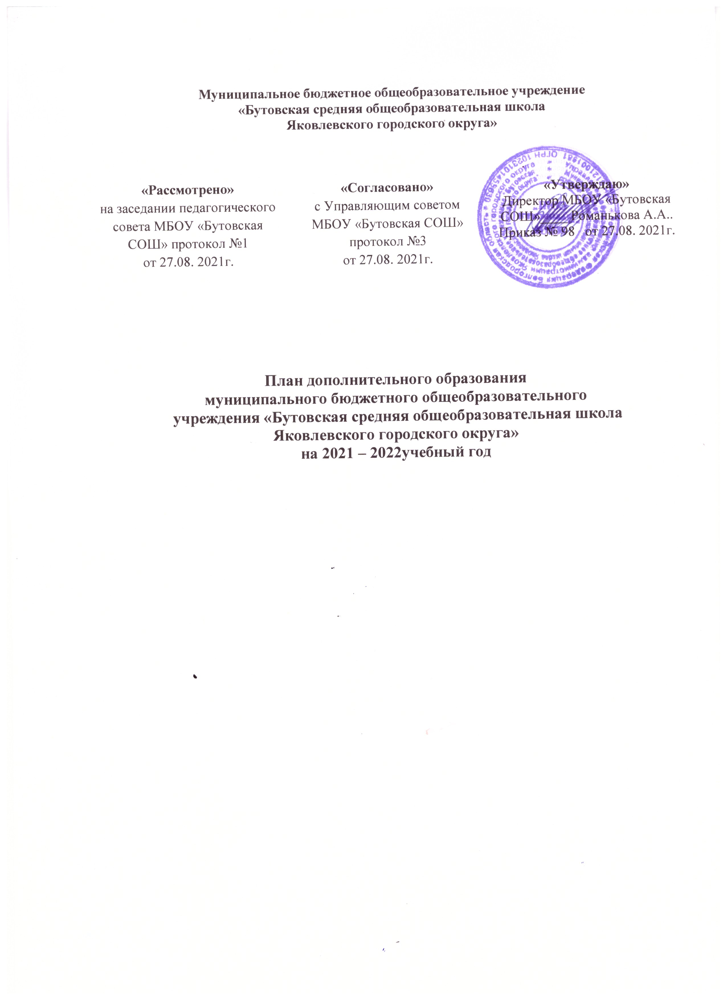 Муниципальное бюджетное общеобразовательное учреждение
«Бутовская средняя общеобразовательная школа
Яковлевского городского округа»
«Рассмотрено»
на заседании педагогического
совета МБОУ «Бутовская
СОШ» протокол №1
от 27.08. 2021г.
«Согласовано»
с Управляющим советом
МБОУ «Бутовская СОШ»
протокол №3
от 27.08. 2021г.
«Утверждаю»
Директор МБОУ «Бутовская
СОШ» Романькова А.А..
Приказ № 98 от 27.08. 2021г.
План дополнительного образования
муниципального бюджетного общеобразовательного
учреждения «Бутовская средняя общеобразовательная школа
Яковлевского городского округа»
на 2021 – 2022учебный год